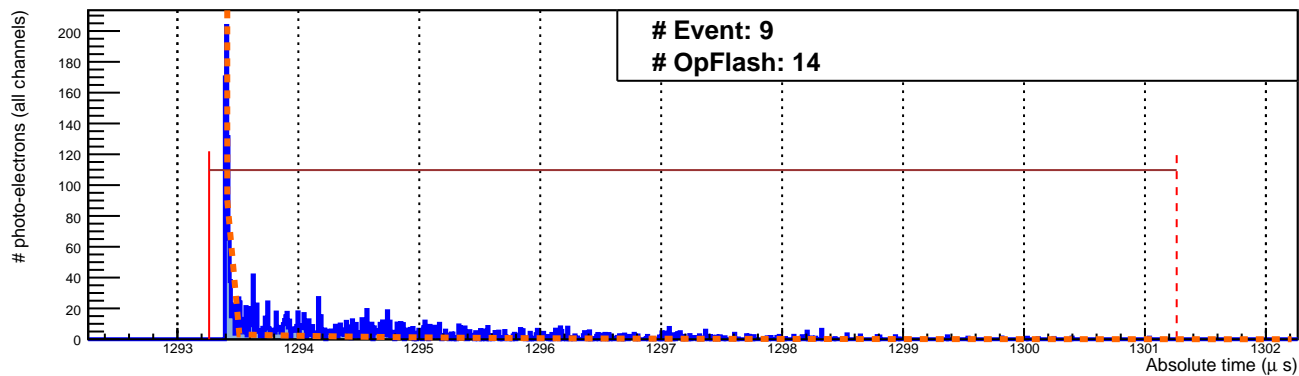 # Event: 9
# OpFlash: 14
# photo-electrons (all channels)
200
180
160
140
120
100
80
60
40
20
0
1293 1294 1295 1296 1297 1298 1299 1300 1301 1302
Absolute time (μ s)